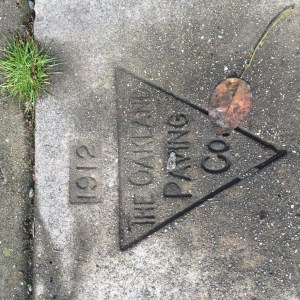 1912
THE OAKLAND
PAVING
CO.